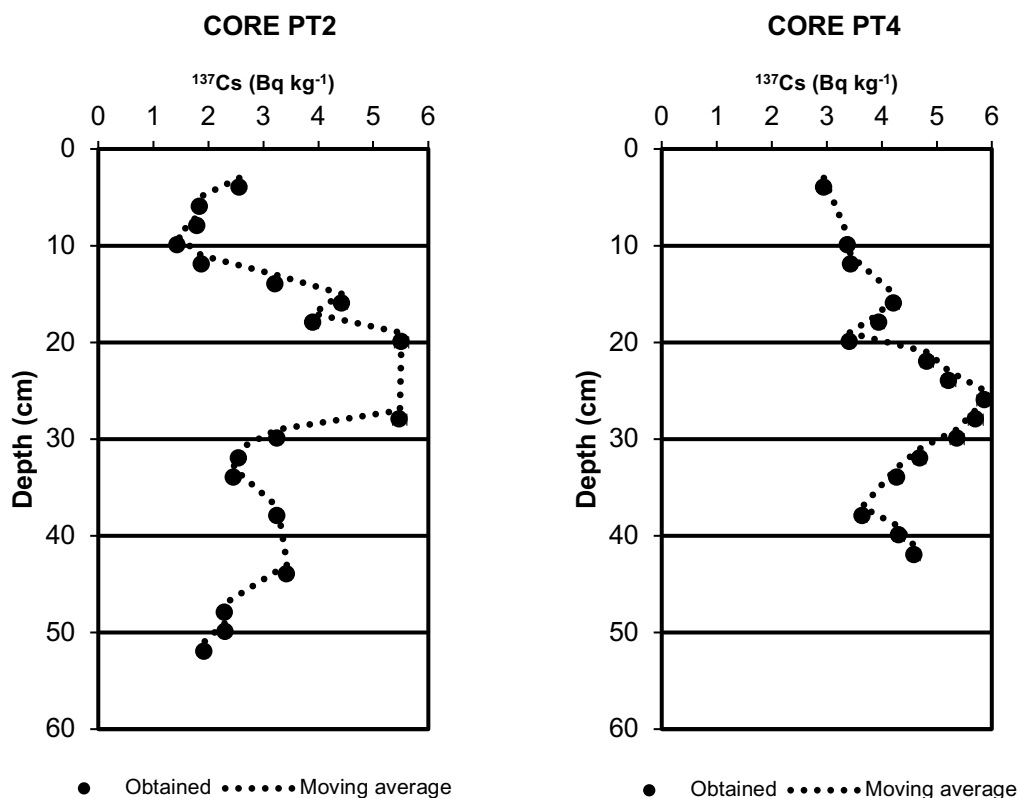 CORE PT2
¹³⁷Cs (Bq kg⁻¹)
0 1 2 3 4 5 6
0
10
20
30
40
50
60
Depth (cm)
Obtained Moving average
CORE PT4
¹³⁷Cs (Bq kg⁻¹)
0 1 2 3 4 5 6
0
10
20
30
40
50
60
Depth (cm)
Obtained Moving average